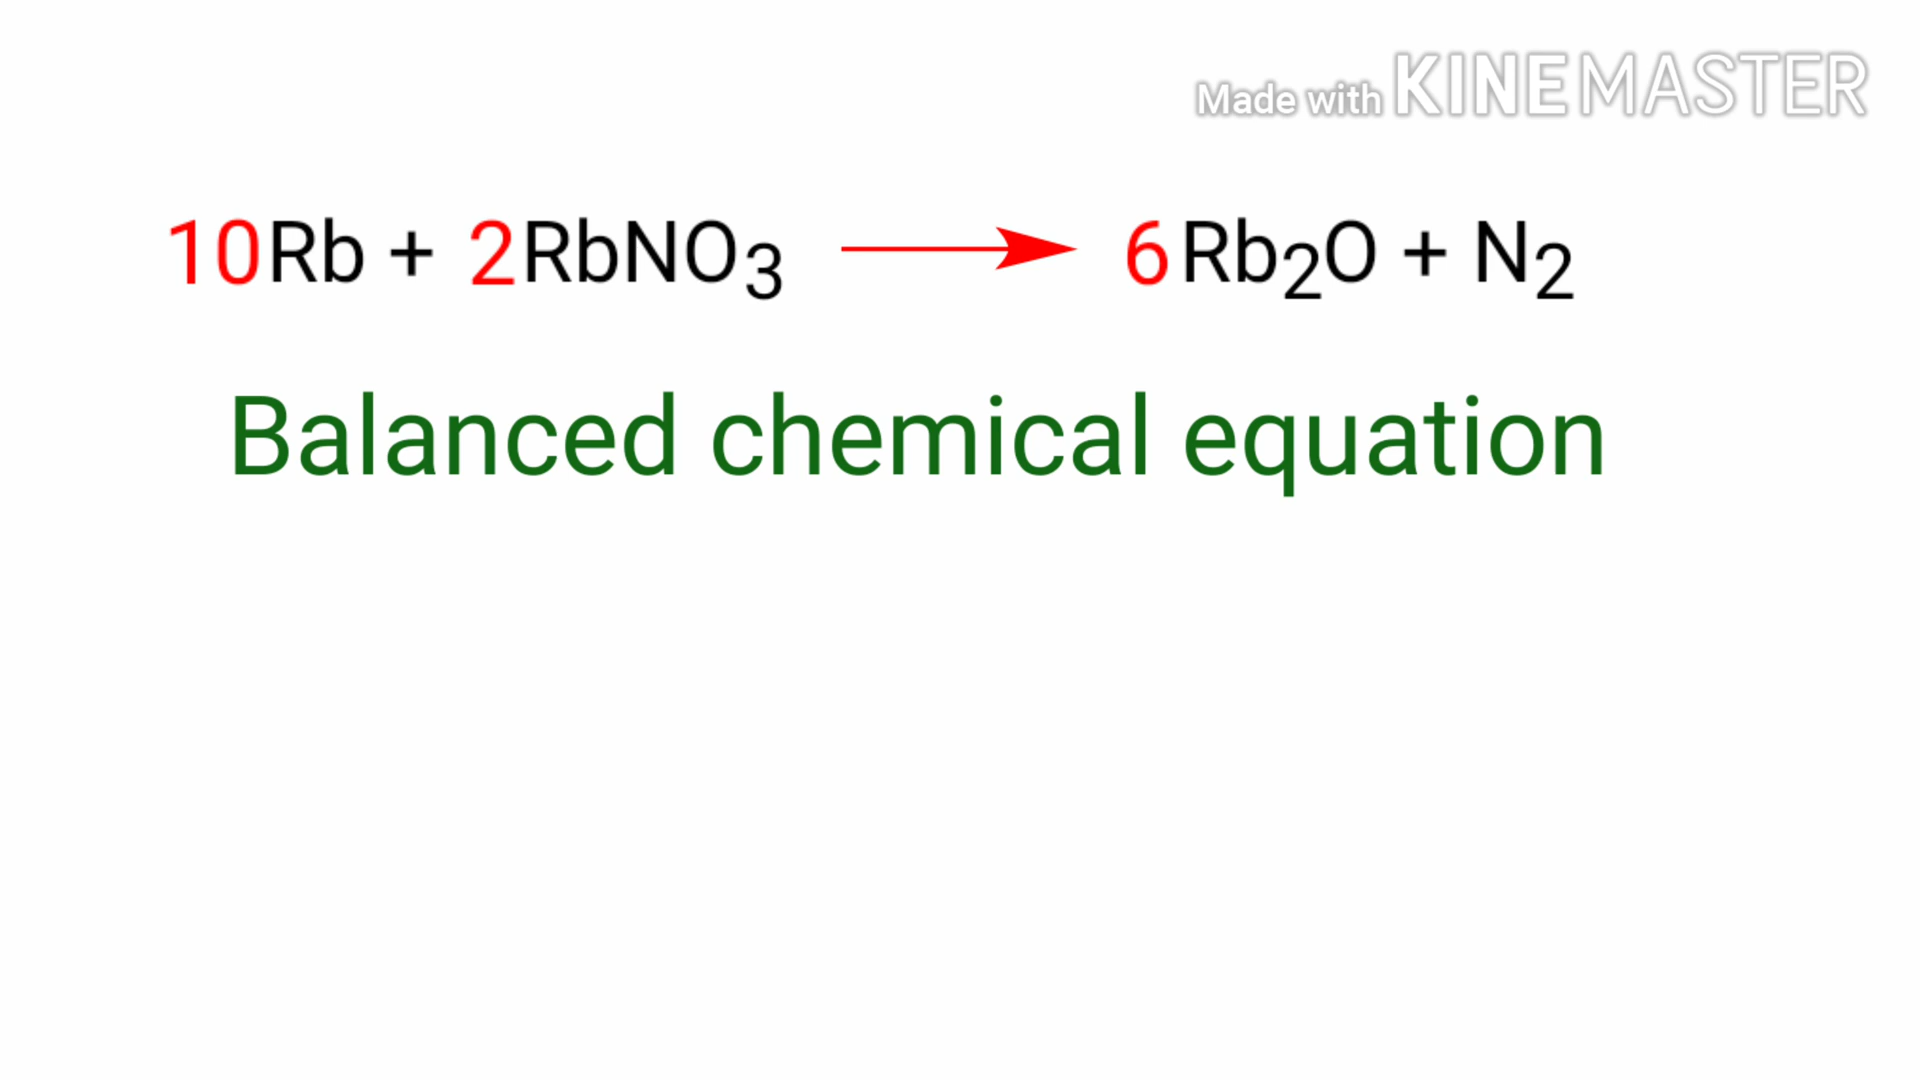 Made with KINEMASTER
10Rb + 2RbNO3 → 6Rb2O + N2
Balanced chemical equation